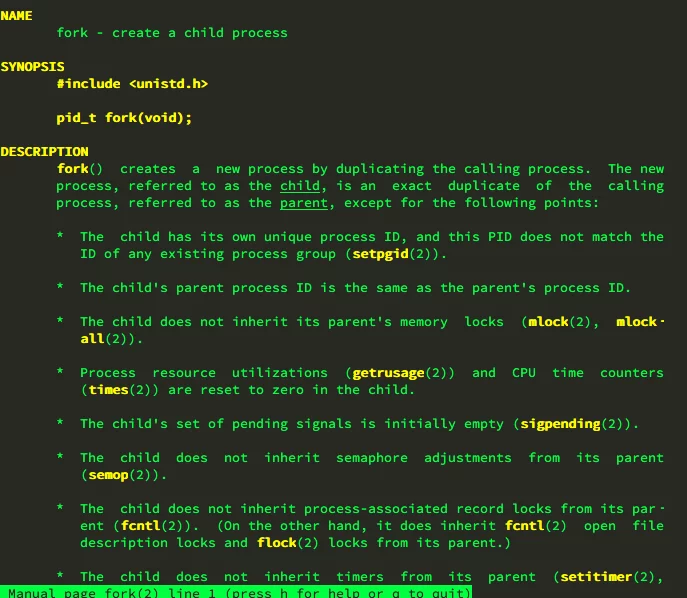 NAME
fork - create a child process
SYNOPSIS
#include <unistd.h>
pid_t fork(void);
DESCRIPTION
fork() creates a new process by duplicating the calling process. The new
process, referred to as the child, is an exact duplicate of the calling
process, referred to as the parent, except for the following points:
* The child has its own unique process ID, and this PID does not match the
ID of any existing process group (setpgid(2)).
* The child's parent process ID is the same as the parent's process ID.
* The child does not inherit its parent's memory locks (mlock(2), mlock-
all(2)).
* Process resource utilizations (getrusage(2)) and CPU time counters
(times(2)) are reset to zero in the child.
* The child's set of pending signals is initially empty (sigpending(2)).
* The child does not inherit semaphore adjustments from its parent
(semop(2)).
* The child does not inherit process-associated record locks from its par-
ent (fcntl(2)). (On the other hand, it does inherit fcntl(2) open file
description locks and flock(2) locks from its parent.)
* The child does not inherit timers from its parent (setitimer(2),
Manual page fork(2) line 1 (press h for help or q to quit)